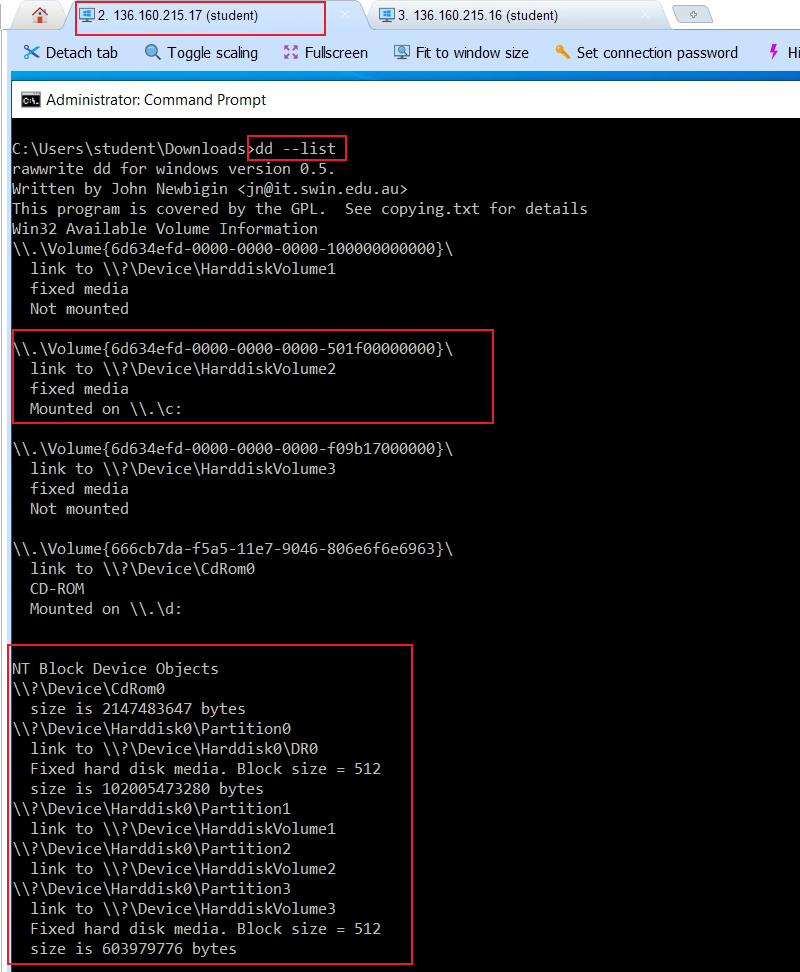 2. 136.160.215.17 (student)
3. 136.160.215.16 (student)
Detach tab Toggle scaling Fullscreen Fit to window size Set connection password Hi
Administrator: Command Prompt
C:\Users\student\Downloads>dd --list
rawwrite dd for windows version 0.5.
Written by John Newbigin <jn@it.swin.edu.au>
This program is covered by the GPL.  See copying.txt for details
Win32 Available Volume Information
\\.\Volume{6d634efd-0000-0000-0000-100000000000}\
  link to \\?\Device\HarddiskVolume1
  fixed media
  Not mounted
\\.\Volume{6d634efd-0000-0000-0000-501f00000000}\
  link to \\?\Device\HarddiskVolume2
  fixed media
  Mounted on \\.\c:
\\.\Volume{6d634efd-0000-0000-0000-f09b17000000}\
  link to \\?\Device\HarddiskVolume3
  fixed media
  Not mounted
\\.\Volume{666cb7da-f5a5-11e7-9046-806e6f6e6963}\
  link to \\?\Device\CdRom0
  CD-ROM
  Mounted on \\.\d:
NT Block Device Objects
\\?\Device\CdRom0
  size is 2147483647 bytes
\\?\Device\Harddisk0\Partition0
  link to \\?\Device\Harddisk0\DR0
  Fixed hard disk media. Block size = 512
  size is 102005473280 bytes
\\?\Device\Harddisk0\Partition1
  link to \\?\Device\HarddiskVolume1
\\?\Device\Harddisk0\Partition2
  link to \\?\Device\HarddiskVolume2
\\?\Device\Harddisk0\Partition3
  link to \\?\Device\HarddiskVolume3
  Fixed hard disk media. Block size = 512
  size is 603979776 bytes